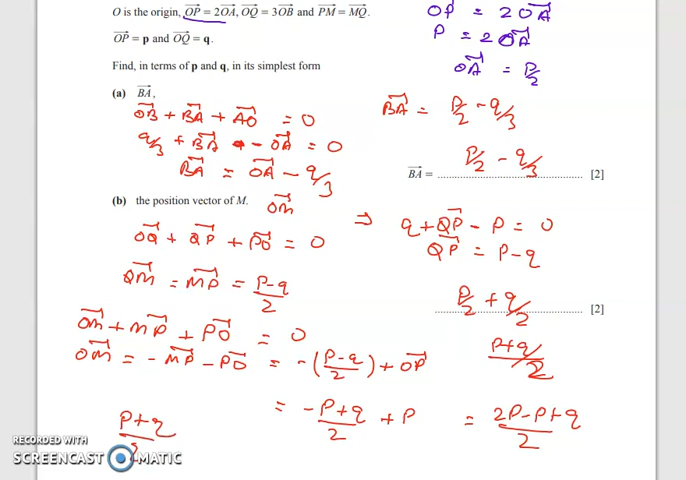 O is the origin, OP⃗ = 2OA⃗, OQ⃗ = 3OB⃗ and PM⃗ = MQ⃗.
OP⃗ = p and OQ⃗ = q.
Find, in terms of p and q, in its simplest form
OP⃗ = 2 OA⃗
P = 2 OA⃗
OA⃗ = P/2
(a) BA⃗,
OB⃗ + BA⃗ + AO⃗ = 0
q/3 + BA⃗ - OA⃗ = 0
BA⃗ = OA⃗ - q/3
BA⃗ = P/2 - q/3
P/2 - q/3
BA⃗ = ........................................ [2]
(b) the position vector of M.
OM⃗
OQ⃗ + QP⃗ + PO⃗ = 0
⇒ q + QP⃗ - P = 0
QP⃗ = P - q
QM⃗ = MP⃗ = P-q/2
P/2 + q/2
........................................ [2]
P+q/2
OM⃗ + MP⃗ + PO⃗ = 0
OM⃗ = - MP⃗ - PO⃗ = - (P-q/2) + OP⃗
= -P+q/2 + P = 2P-P+q/2
P+q
RECORDED WITH
SCREENCAST MATIC